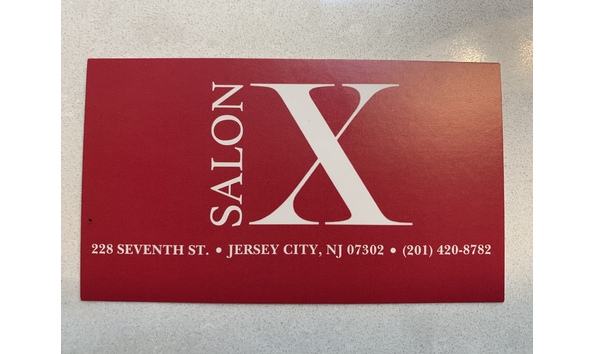 SALON
X
228 SEVENTH ST. • JERSEY CITY, NJ 07302 • (201) 420-8782